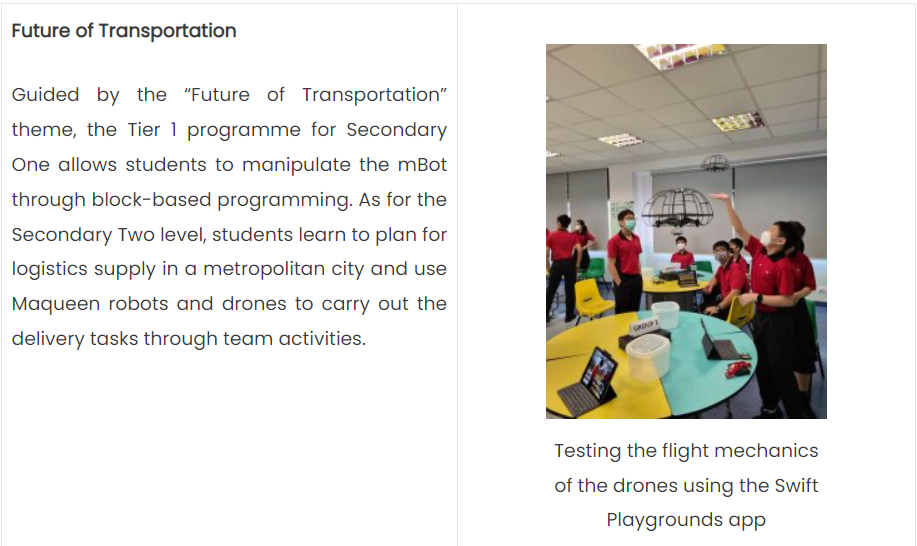 Future of Transportation
Guided by the “Future of Transportation”
theme, the Tier 1 programme for Secondary
One allows students to manipulate the mBot
through block-based programming. As for the
Secondary Two level, students learn to plan for
logistics supply in a metropolitan city and use
Maqueen robots and drones to carry out the
delivery tasks through team activities.
GROUP 1
Testing the flight mechanics
of the drones using the Swift
Playgrounds app